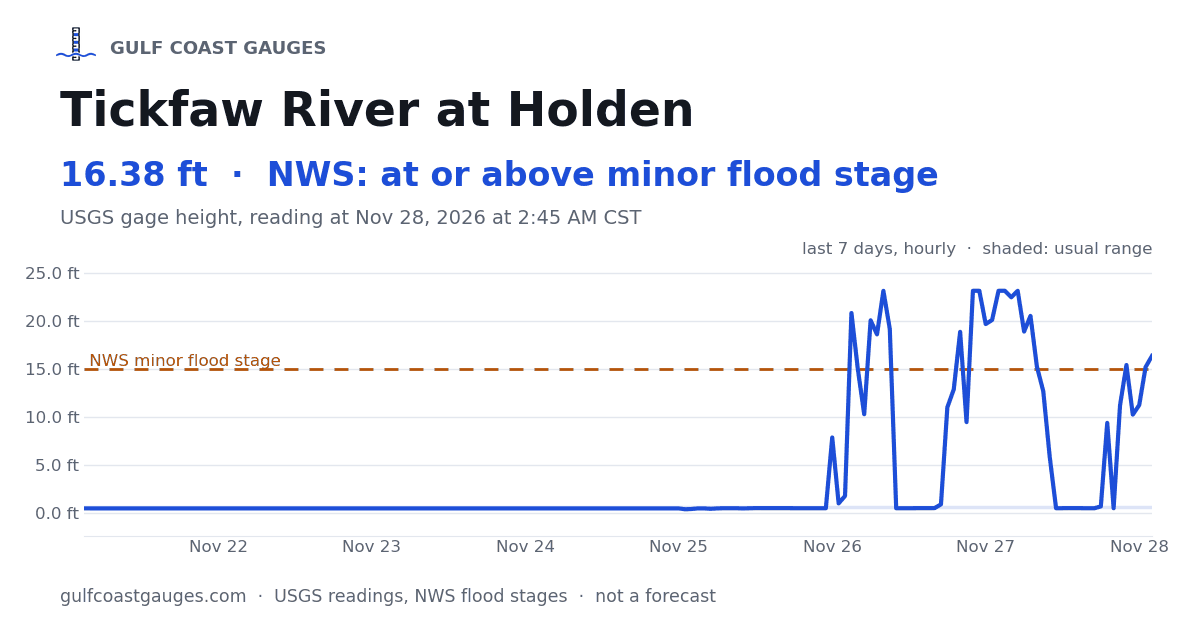 GULF COAST GAUGES
Tickfaw River at Holden
16.38 ft · NWS: at or above minor flood stage
USGS gage height, reading at Nov 28, 2026 at 2:45 AM CST
last 7 days, hourly · shaded: usual range
25.0 ft
20.0 ft
NWS minor flood stage
15.0 ft
10.0 ft
5.0 ft
0.0 ft
Nov 22 Nov 23 Nov 24 Nov 25 Nov 26 Nov 27 Nov 28
gulfcoastgauges.com · USGS readings, NWS flood stages · not a forecast